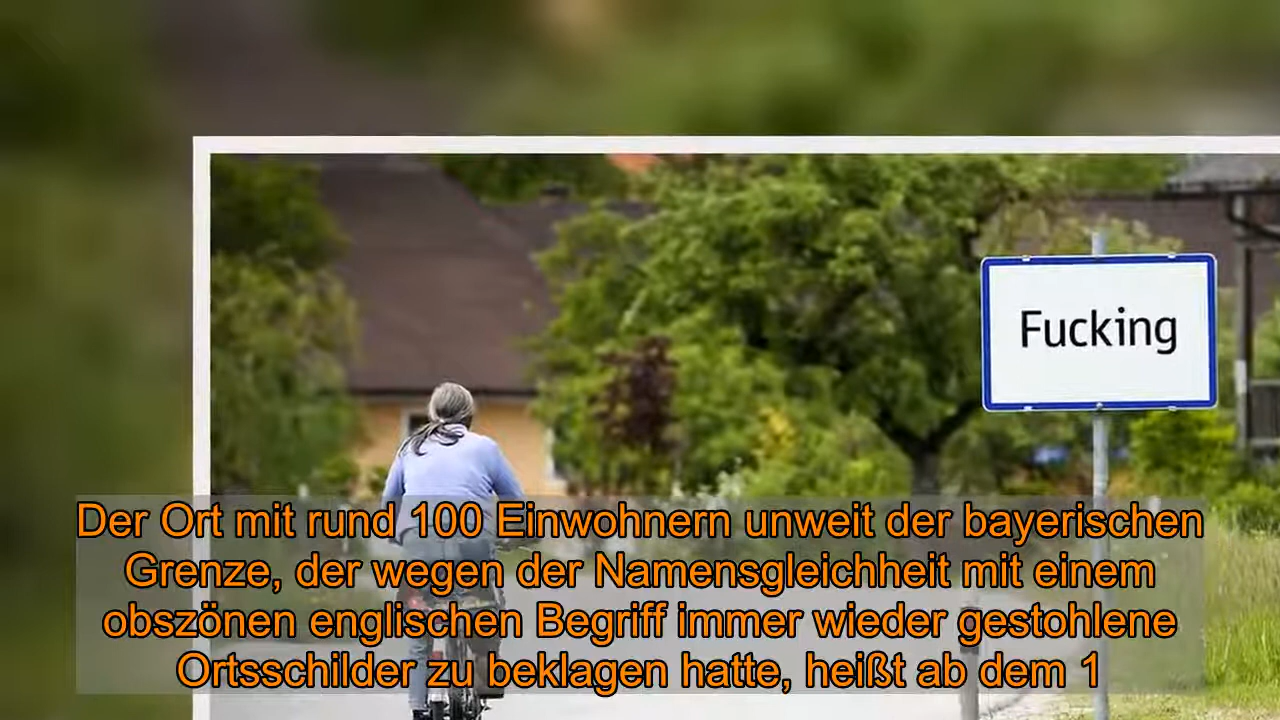 Fucking
Der Ort mit rund 100 Einwohnern unweit der bayerischen
Grenze, der wegen der Namensgleichheit mit einem
obszönen englischen Begriff immer wieder gestohlene
Ortsschilder zu beklagen hatte, heißt ab dem 1